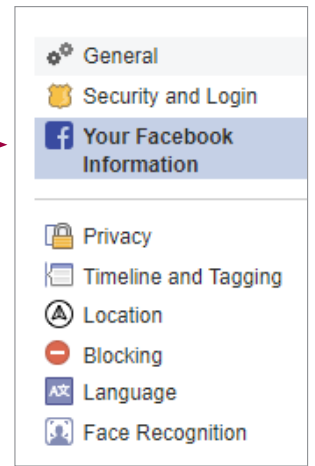 General
Security and Login
Your Facebook
Information
Privacy
Timeline and Tagging
Location
Blocking
Language
Face Recognition